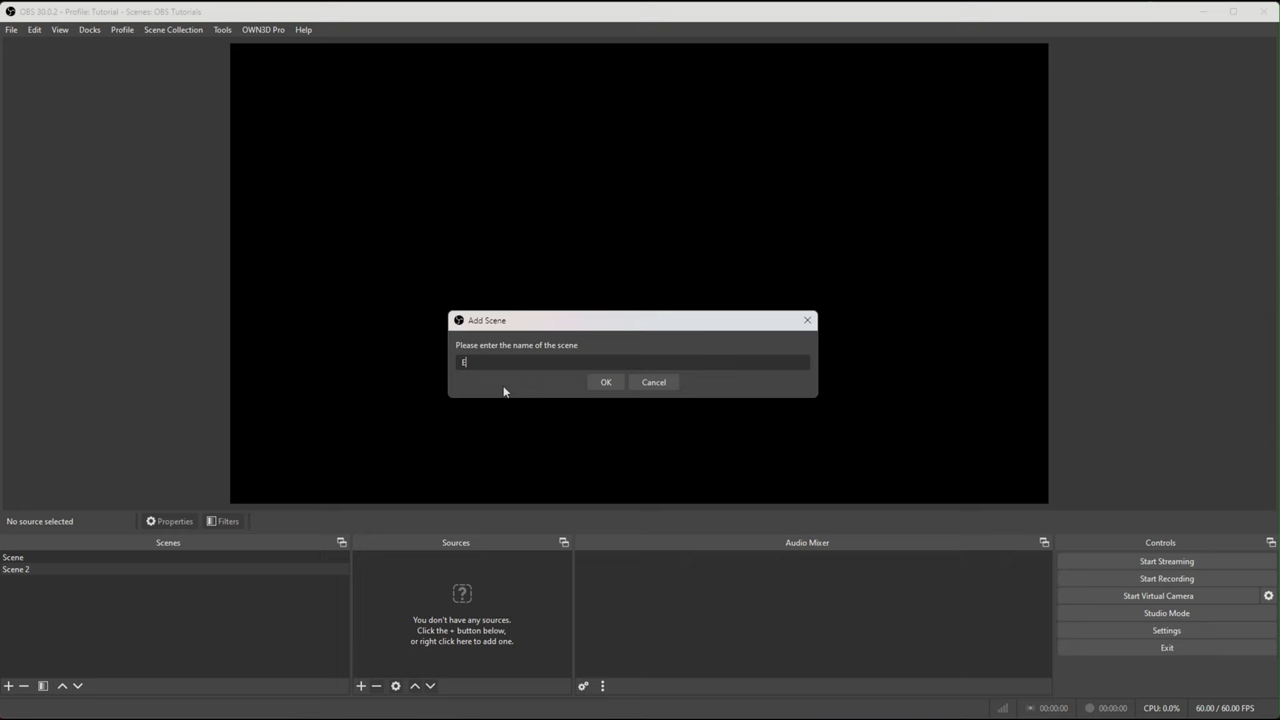 OBS 30.0.2 - Profile: Tutorial - Scenes: OBS Tutorials
File Edit View Docks Profile Scene Collection Tools OWN3D Pro Help
Add Scene
Please enter the name of the scene
E
OK Cancel
No source selected Properties Filters
Scenes Sources Audio Mixer Controls
Scene
Scene 2
?
You don't have any sources.
Click the + button below,
or right click here to add one.
Start Streaming
Start Recording
Start Virtual Camera
Studio Mode
Settings
Exit
00:00:00 00:00:00 CPU: 0.0% 60.00 / 60.00 FPS